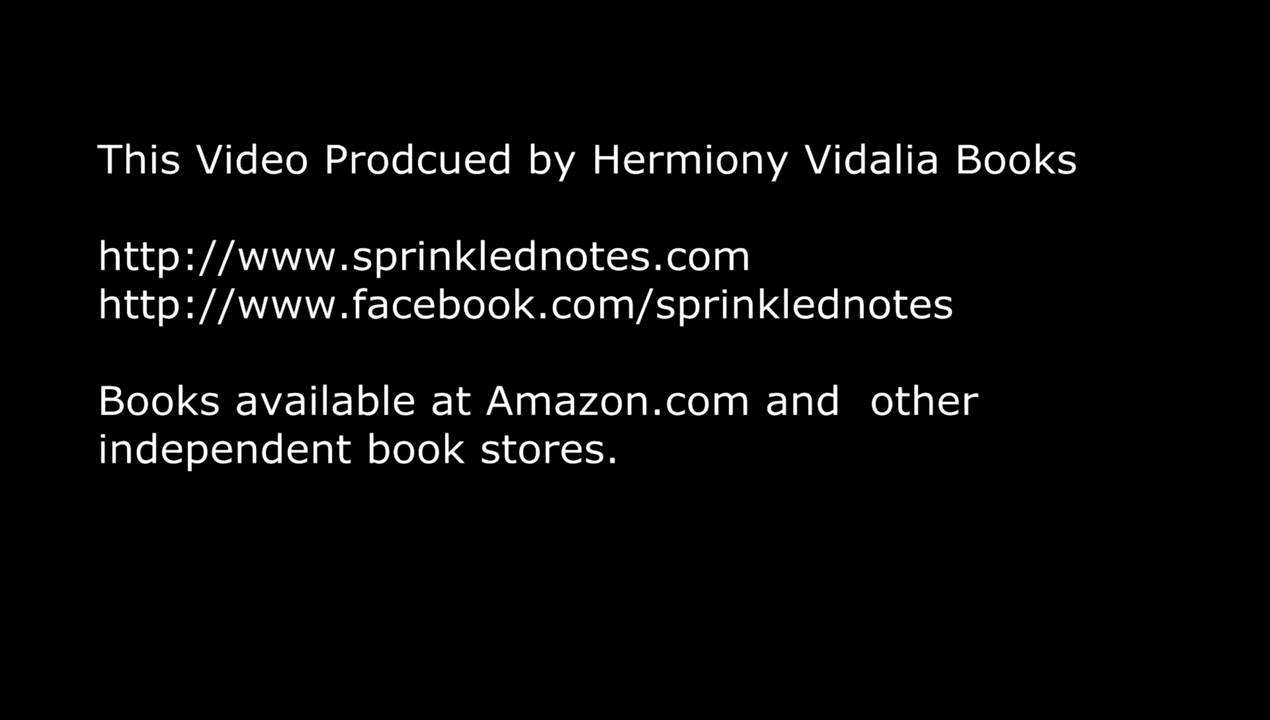 This Video Prodcued by Hermiony Vidalia Books
http://www.sprinklednotes.com
http://www.facebook.com/sprinklednotes
Books available at Amazon.com and  other
independent book stores.